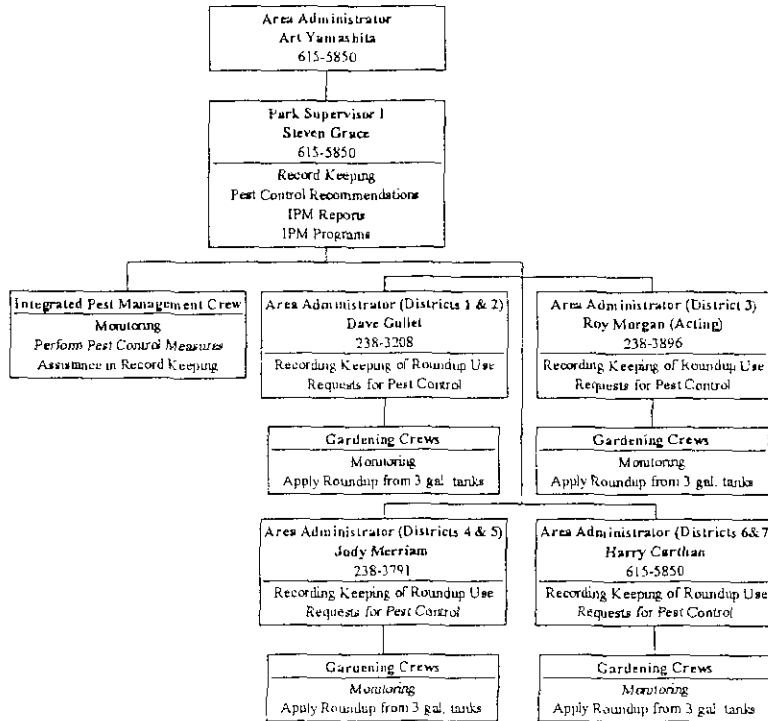 Area Administrator
Art Yamashita
615-5850
Park Supervisor I
Steven Grace
615-5850
Record Keeping
Pest Control Recommendations
IPM Reports
IPM Programs
Integrated Pest Management Crew
Monitoring
Perform Pest Control Measures
Assistance in Record Keeping
Area Administrator (Districts 1 & 2)
Dave Gullet
238-3208
Recording Keeping of Roundup Use
Requests for Pest Control
Area Administrator (District 3)
Roy Morgan (Acting)
238-3896
Recording Keeping of Roundup Use
Requests for Pest Control
Gardening Crews
Monitoring
Apply Roundup from 3 gal. tanks
Gardening Crews
Monitoring
Apply Roundup from 3 gal. tanks
Area Administrator (Districts 4 & 5)
Jody Merriam
238-3791
Recording Keeping of Roundup Use
Requests for Pest Control
Area Administrator (Districts 6& 7
Harry Carthan
615-5850
Recording Keeping of Roundup Use
Requests for Pest Control
Gardening Crews
Monitoring
Apply Roundup from 3 gal. tanks
Gardening Crews
Monitoring
Apply Roundup from 3 gal. tanks